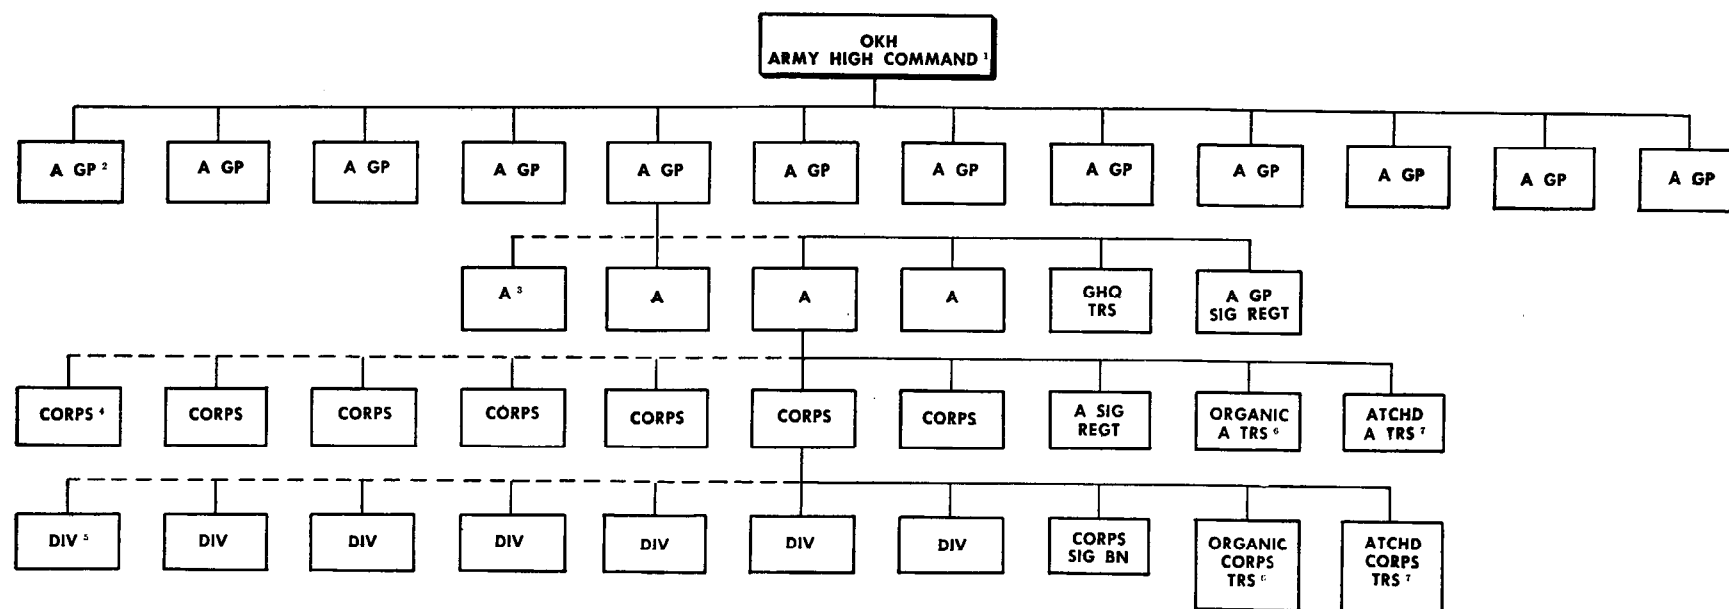 OKH
ARMY HIGH COMMAND ¹
A GP ²
A GP
A GP
A GP
A GP
A GP
A GP
A GP
A GP
A GP
A GP
A GP
A ³
A
A
A
GHQ
TRS
A GP
SIG REGT
CORPS ⁴
CORPS
CORPS
CORPS
CORPS
CORPS
CORPS
A SIG
REGT
ORGANIC
A TRS ⁶
ATCHD
A TRS ⁷
DIV ⁵
DIV
DIV
DIV
DIV
DIV
DIV
CORPS
SIG BN
ORGANIC
CORPS
TRS ⁶
ATCHD
CORPS
TRS ⁷